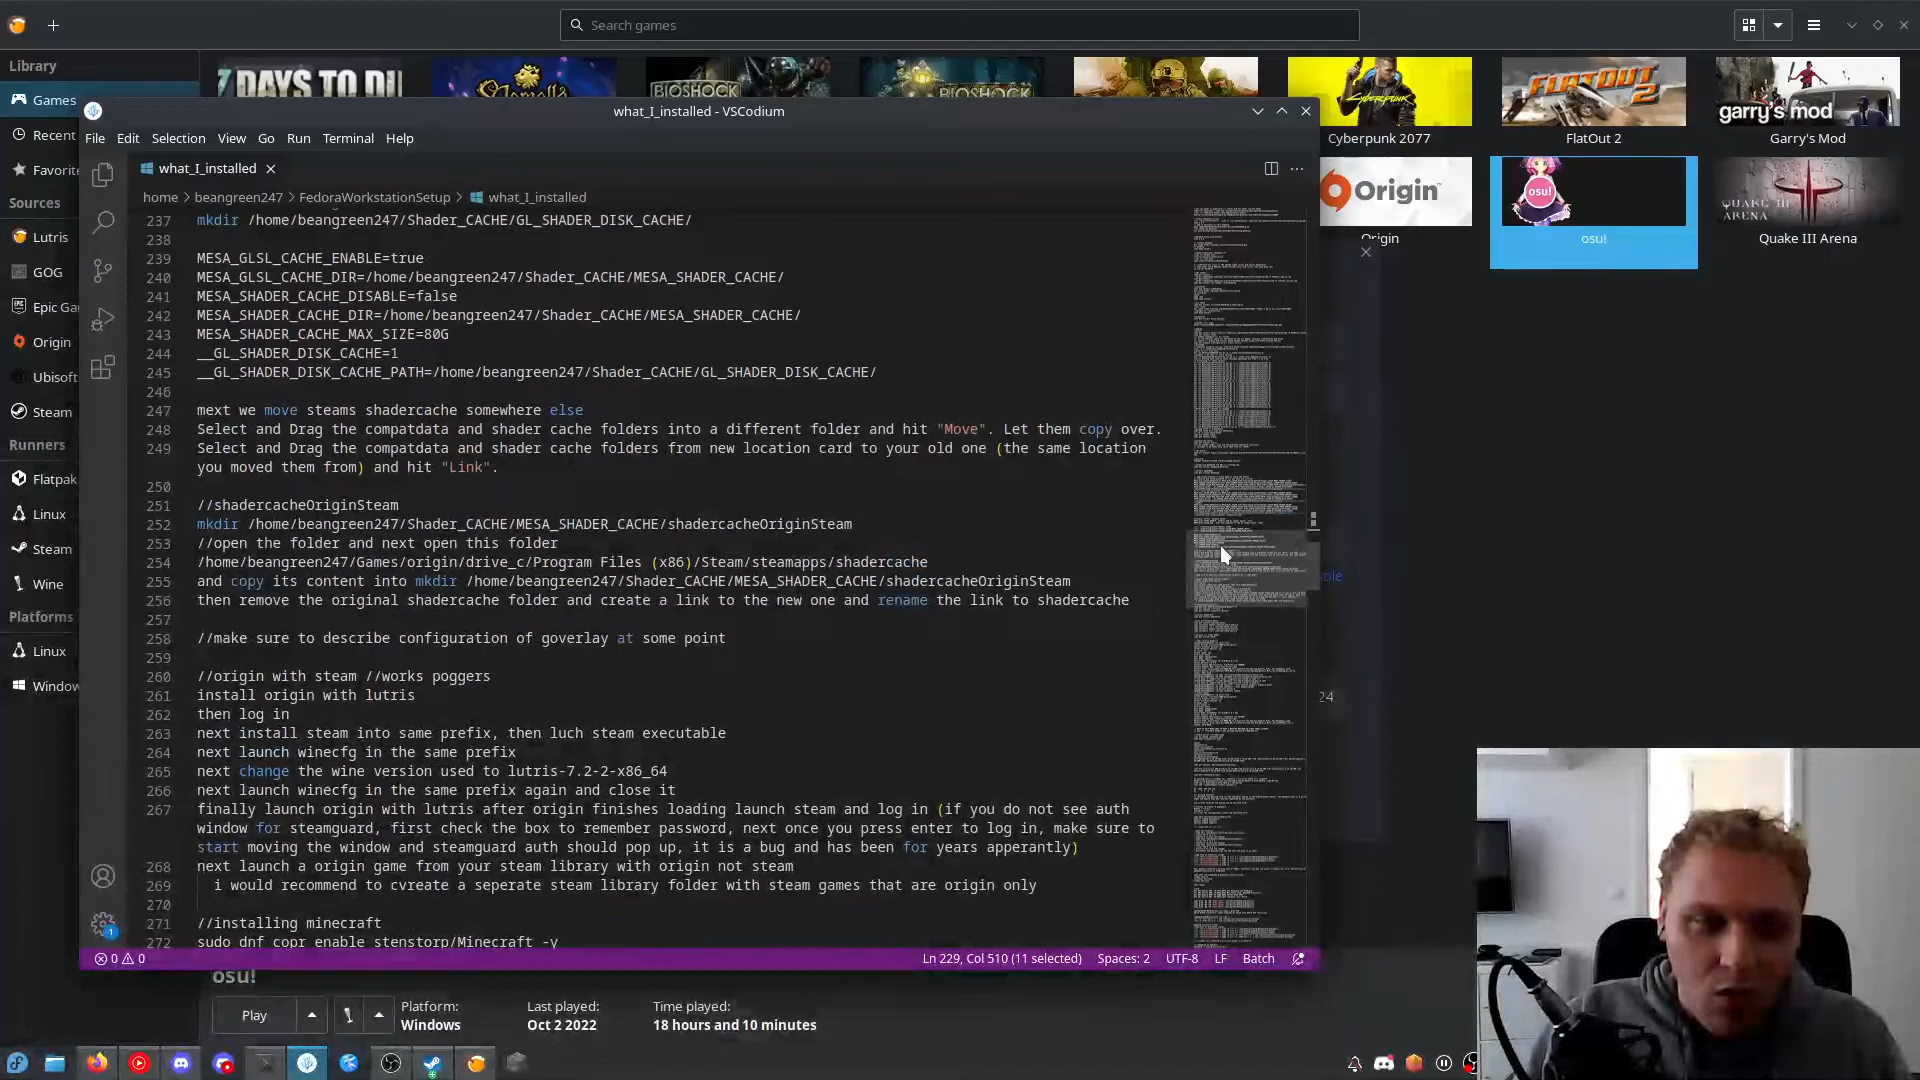 Search games
Library
Games
Recent
Favorite
Sources
Lutris
GOG
Epic Ga
Origin
Ubisoft
Steam
Runners
Flatpak
Linux
Steam
Wine
Platforms
Linux
Window
7 DAYS TO DI
BIOSHOCK
BIOSHOCK
Cyberpunk
FLATOUT 2
garry's mod
Cyberpunk 2077
FlatOut 2
Garry's Mod
Origin
osu!
QUAKE III
ARENA
Origin
osu!
Quake III Arena
what_I_installed - VSCodium
File Edit Selection View Go Run Terminal Help
what_I_installed
home > beangreen247 > FedoraWorkstationSetup > what_I_installed
237 mkdir /home/beangreen247/Shader_CACHE/GL_SHADER_DISK_CACHE/
238
239 MESA_GLSL_CACHE_ENABLE=true
240 MESA_GLSL_CACHE_DIR=/home/beangreen247/Shader_CACHE/MESA_SHADER_CACHE/
241 MESA_SHADER_CACHE_DISABLE=false
242 MESA_SHADER_CACHE_DIR=/home/beangreen247/Shader_CACHE/MESA_SHADER_CACHE/
243 MESA_SHADER_CACHE_MAX_SIZE=80G
244 __GL_SHADER_DISK_CACHE=1
245 __GL_SHADER_DISK_CACHE_PATH=/home/beangreen247/Shader_CACHE/GL_SHADER_DISK_CACHE/
246
247 mext we move steams shadercache somewhere else
248 Select and Drag the compatdata and shader cache folders into a different folder and hit "Move". Let them copy over.
249 Select and Drag the compatdata and shader cache folders from new location card to your old one (the same location
you moved them from) and hit "Link".
250
251 //shadercacheOriginSteam
252 mkdir /home/beangreen247/Shader_CACHE/MESA_SHADER_CACHE/shadercacheOriginSteam
253 //open the folder and next open this folder
254 /home/beangreen247/Games/origin/drive_c/Program Files (x86)/Steam/steamapps/shadercache
255 and copy its content into mkdir /home/beangreen247/Shader_CACHE/MESA_SHADER_CACHE/shadercacheOriginSteam
256 then remove the original shadercache folder and create a link to the new one and rename the link to shadercache
257
258 //make sure to describe configuration of goverlay at some point
259
260 //origin with steam //works poggers
261 install origin with lutris
262 then log in
263 next install steam into same prefix, then luch steam executable
264 next launch winecfg in the same prefix
265 next change the wine version used to lutris-7.2-2-x86_64
266 next launch winecfg in the same prefix again and close it
267 finally launch origin with lutris after origin finishes loading launch steam and log in (if you do not see auth
window for steamguard, first check the box to remember password, next once you press enter to log in, make sure to
start moving the window and steamguard auth should pop up, it is a bug and has been for years apperantly)
268 next launch a origin game from your steam library with origin not steam
269 i would recommend to cvreate a seperate steam library folder with steam games that are origin only
270
271 //installing minecraft
272 sudo dnf copr enable stenstorp/Minecraft -y
24
1
0 0
Ln 229, Col 510 (11 selected) Spaces: 2 UTF-8 LF Batch
osu!
Play
Platform:
Windows
Last played:
Oct 2 2022
Time played:
18 hours and 10 minutes